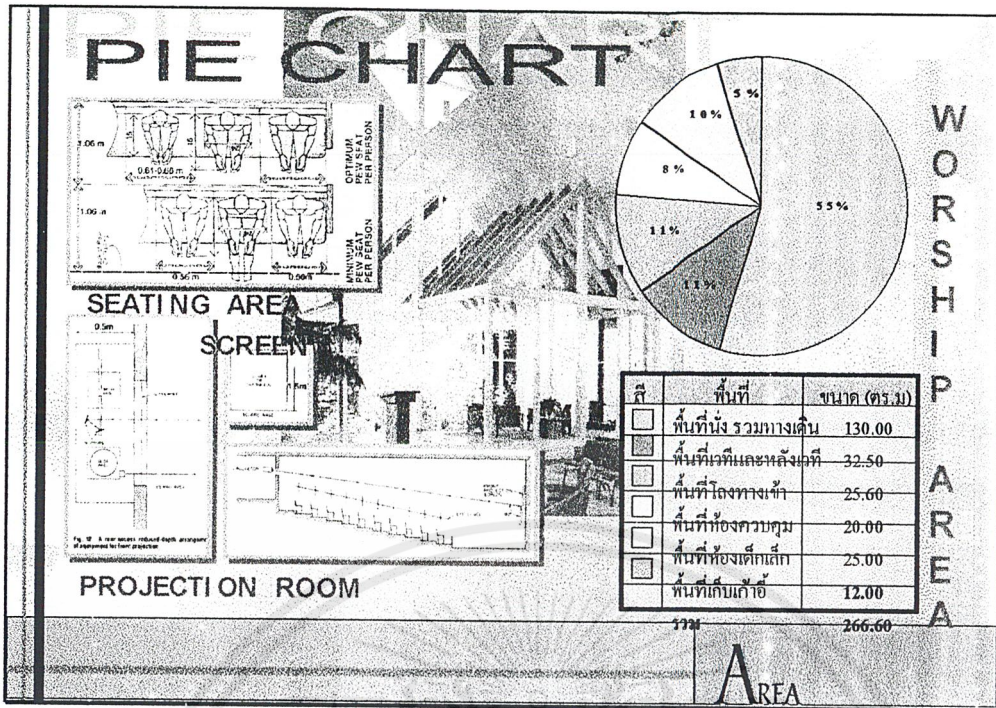 PIE CHART
1.06 m
0.61-0.66 m
OPTIMUM
PEW SEAT
PER PERSON
1.06 m
MINIMUM
PEW SEAT
PER PERSON
SEATING AREA
SCREEN
0.5m
1.5m
PROJECTION ROOM
5%
10%
8%
11%
11%
55%
WORSHIP AREA
สี พื้นที่ ขนาด (ตร.ม)
พื้นที่นั่ง รวมทางเดิน 130.00
พื้นที่เวทีและหลังเวที 32.50
พื้นที่โถงทางเข้า 25.60
พื้นที่ห้องควบคุม 20.00
พื้นที่ห้องเด็กเล็ก 25.00
พื้นที่เก็บเก้าอี้ 12.00
รวม 266.60
AREA